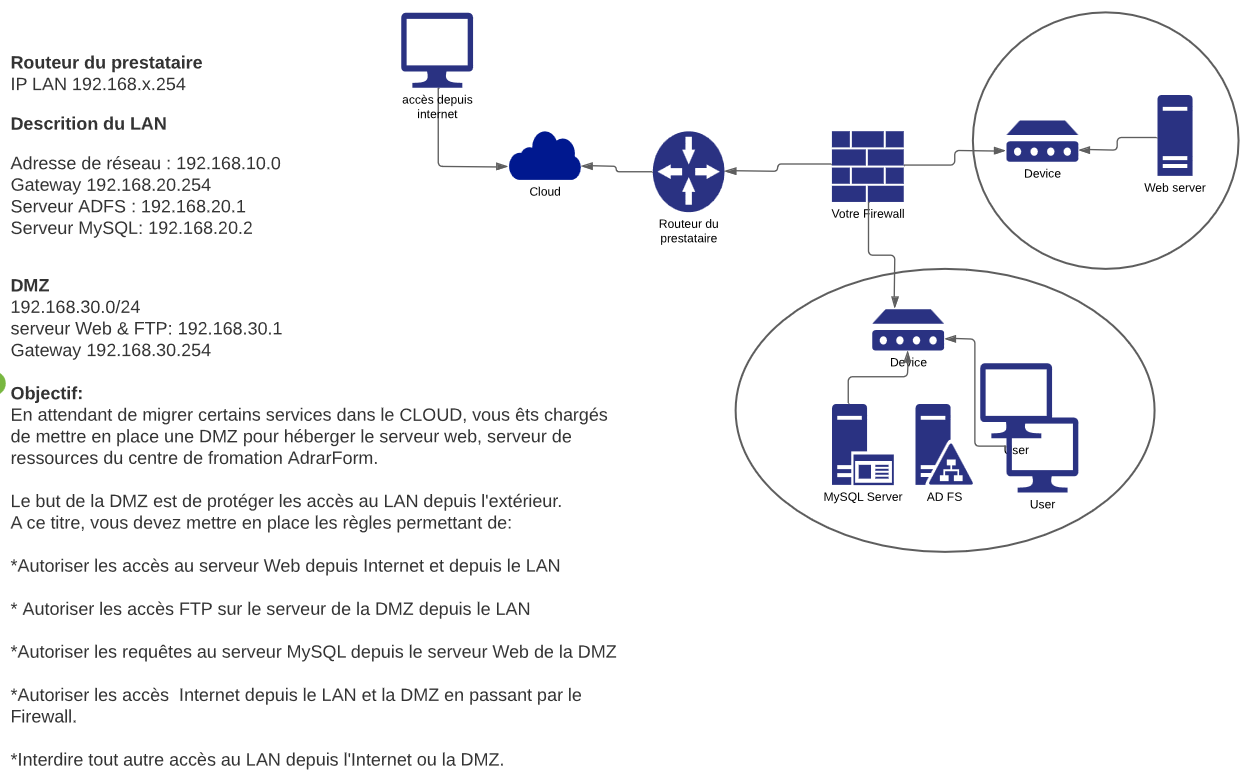 Routeur du prestataire
IP LAN 192.168.x.254
Descrition du LAN
Adresse de réseau : 192.168.10.0
Gateway 192.168.20.254
Serveur ADFS : 192.168.20.1
Serveur MySQL: 192.168.20.2
DMZ
192.168.30.0/24
serveur Web & FTP: 192.168.30.1
Gateway 192.168.30.254
Objectif:
En attendant de migrer certains services dans le CLOUD, vous êts chargés
de mettre en place une DMZ pour héberger le serveur web, serveur de
ressources du centre de fromation AdrarForm.
Le but de la DMZ est de protéger les accès au LAN depuis l'extérieur.
A ce titre, vous devez mettre en place les règles permettant de:
*Autoriser les accès au serveur Web depuis Internet et depuis le LAN
* Autoriser les accès FTP sur le serveur de la DMZ depuis le LAN
*Autoriser les requêtes au serveur MySQL depuis le serveur Web de la DMZ
*Autoriser les accès  Internet depuis le LAN et la DMZ en passant par le
Firewall.
*Interdire tout autre accès au LAN depuis l'Internet ou la DMZ.
accès depuis
internet
Cloud
Routeur du
prestataire
Votre Firewall
Device
Web server
Device
MySQL Server
AD FS
User
User